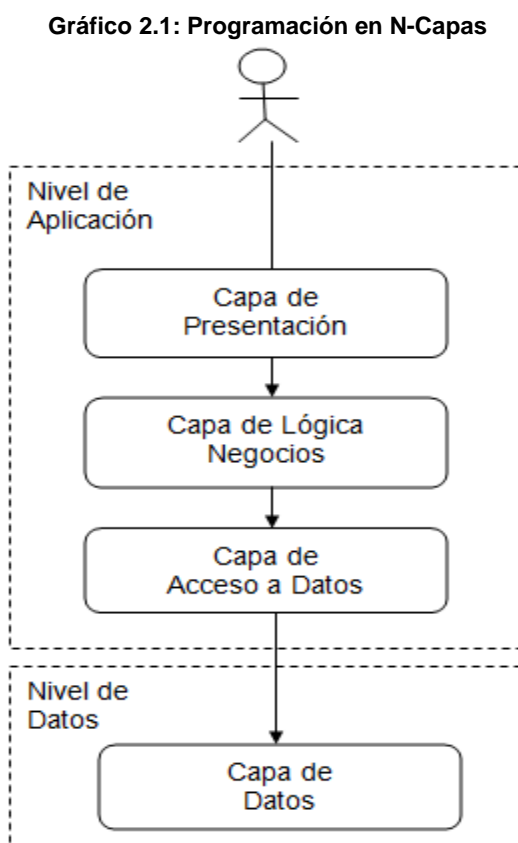 Gráfico 2.1: Programación en N-Capas
Nivel de
Aplicación
Capa de
Presentación
Capa de Lógica
Negocios
Capa de
Acceso a Datos
Nivel de
Datos
Capa de
Datos